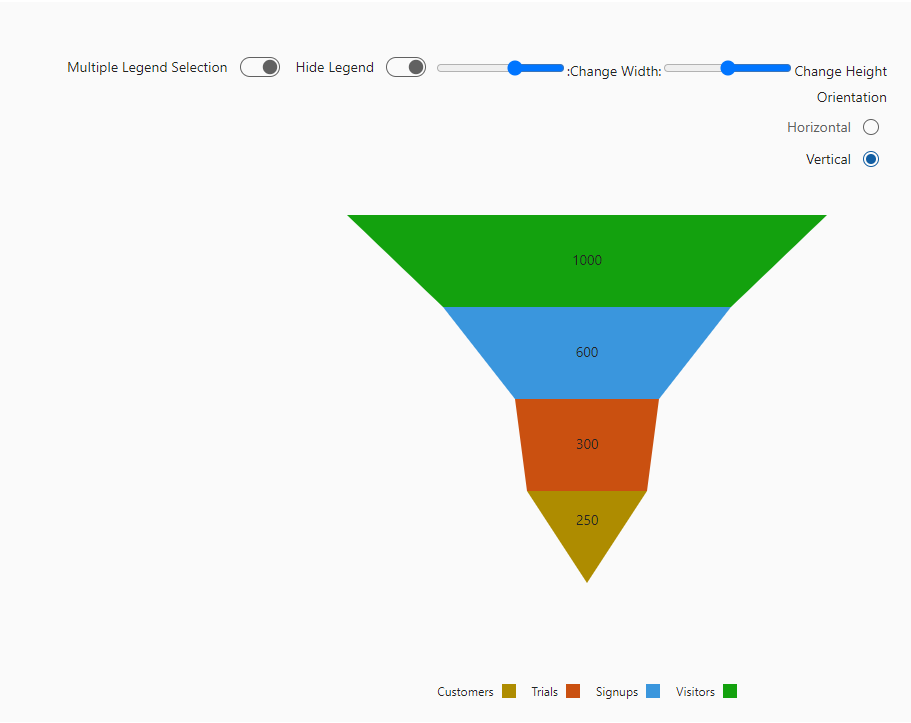 Multiple Legend Selection Hide Legend :Change Width: Change Height
Orientation
Horizontal
Vertical
1000
600
300
250
Customers Trials Signups Visitors